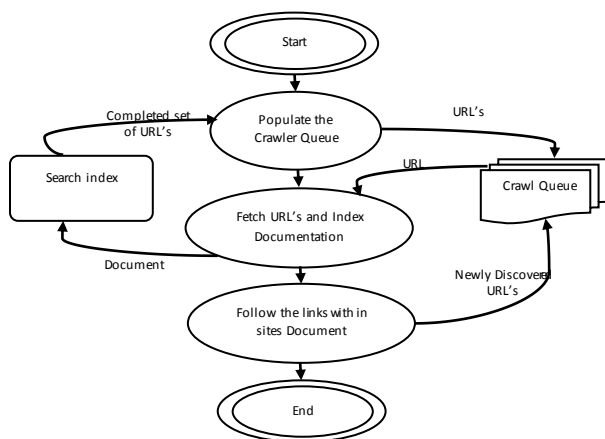 Start
Completed set
of URL's
Populate the
Crawler Queue
URL's
URL
Search index
Crawl Queue
Fetch URL's and Index
Documentation
Document
Newly Discovered
URL's
Follow the links with in
sites Document
End